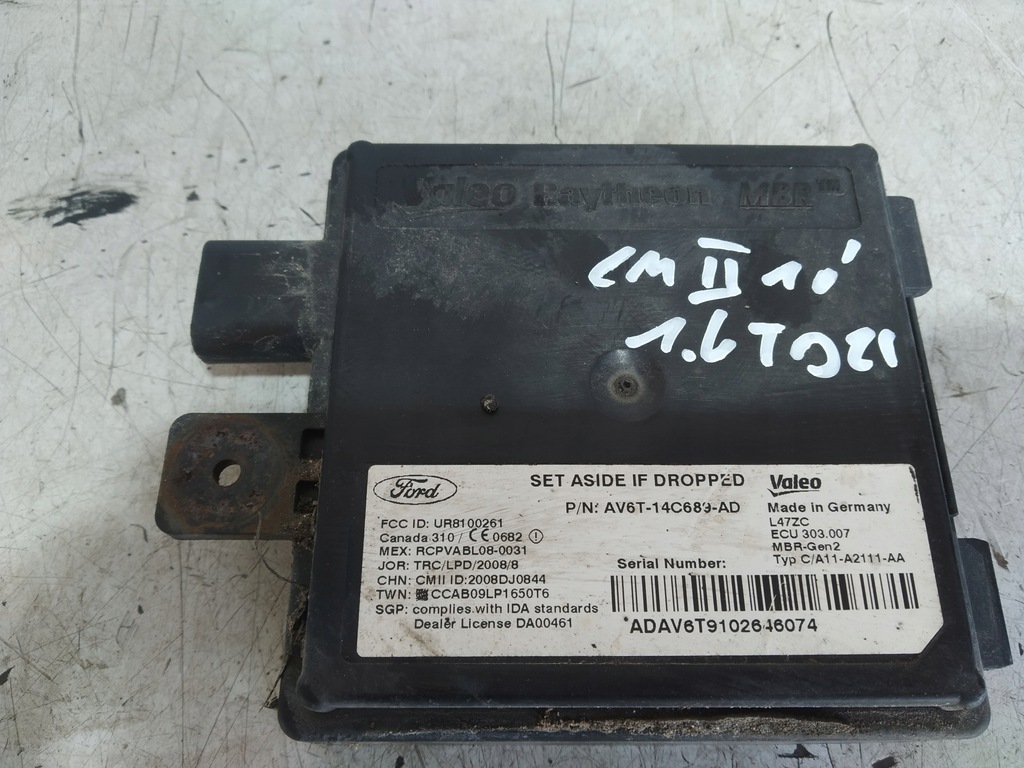 Valeo Raytheon MBR™
CM II 10'
1.6 TGZI
Ford
SET ASIDE IF DROPPED
Valeo
P/N: AV6T-14C689-AD
Made in Germany
L47ZC
ECU 303.007
MBR-Gen2
Typ C/A11-A2111-AA
FCC ID: UR8100261
Canada 310 / CE0682 !
MEX: RCPVABL08-0031
JOR: TRC/LPD/2008/8
CHN: CMII ID:2008DJ0844
TWN: CCAB09LP1650T6
SGP: complies with IDA standards
Dealer License DA00461
Serial Number:
*ADAV6T9102646074